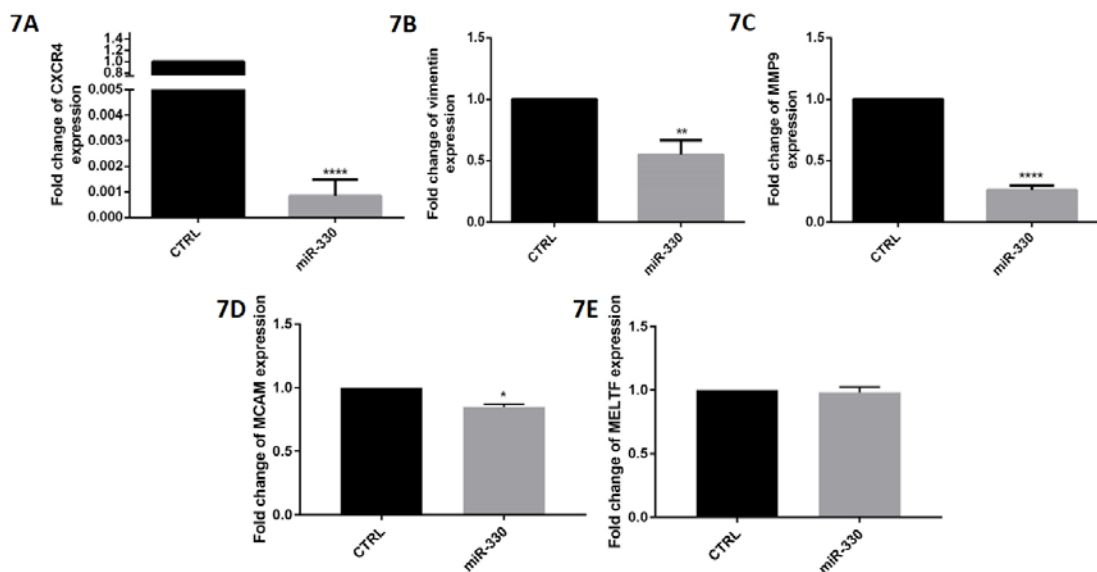 7A
Fold change of CXCR4
expression
1.4
1.2
1.0
0.8
0.005
0.004
0.003
0.002
0.001
0.000
****
CTRL
miR-330
7B
Fold change of vimentin
expression
1.5
1.0
0.5
0.0
**
CTRL
miR-330
7C
Fold change of MMP9
expression
1.5
1.0
0.5
0.0
****
CTRL
miR-330
7D
Fold change of MCAM expression
1.5
1.0
0.5
0.0
*
CTRL
miR-330
7E
Fold change of MELTF expression
1.5
1.0
0.5
0.0
CTRL
miR-330